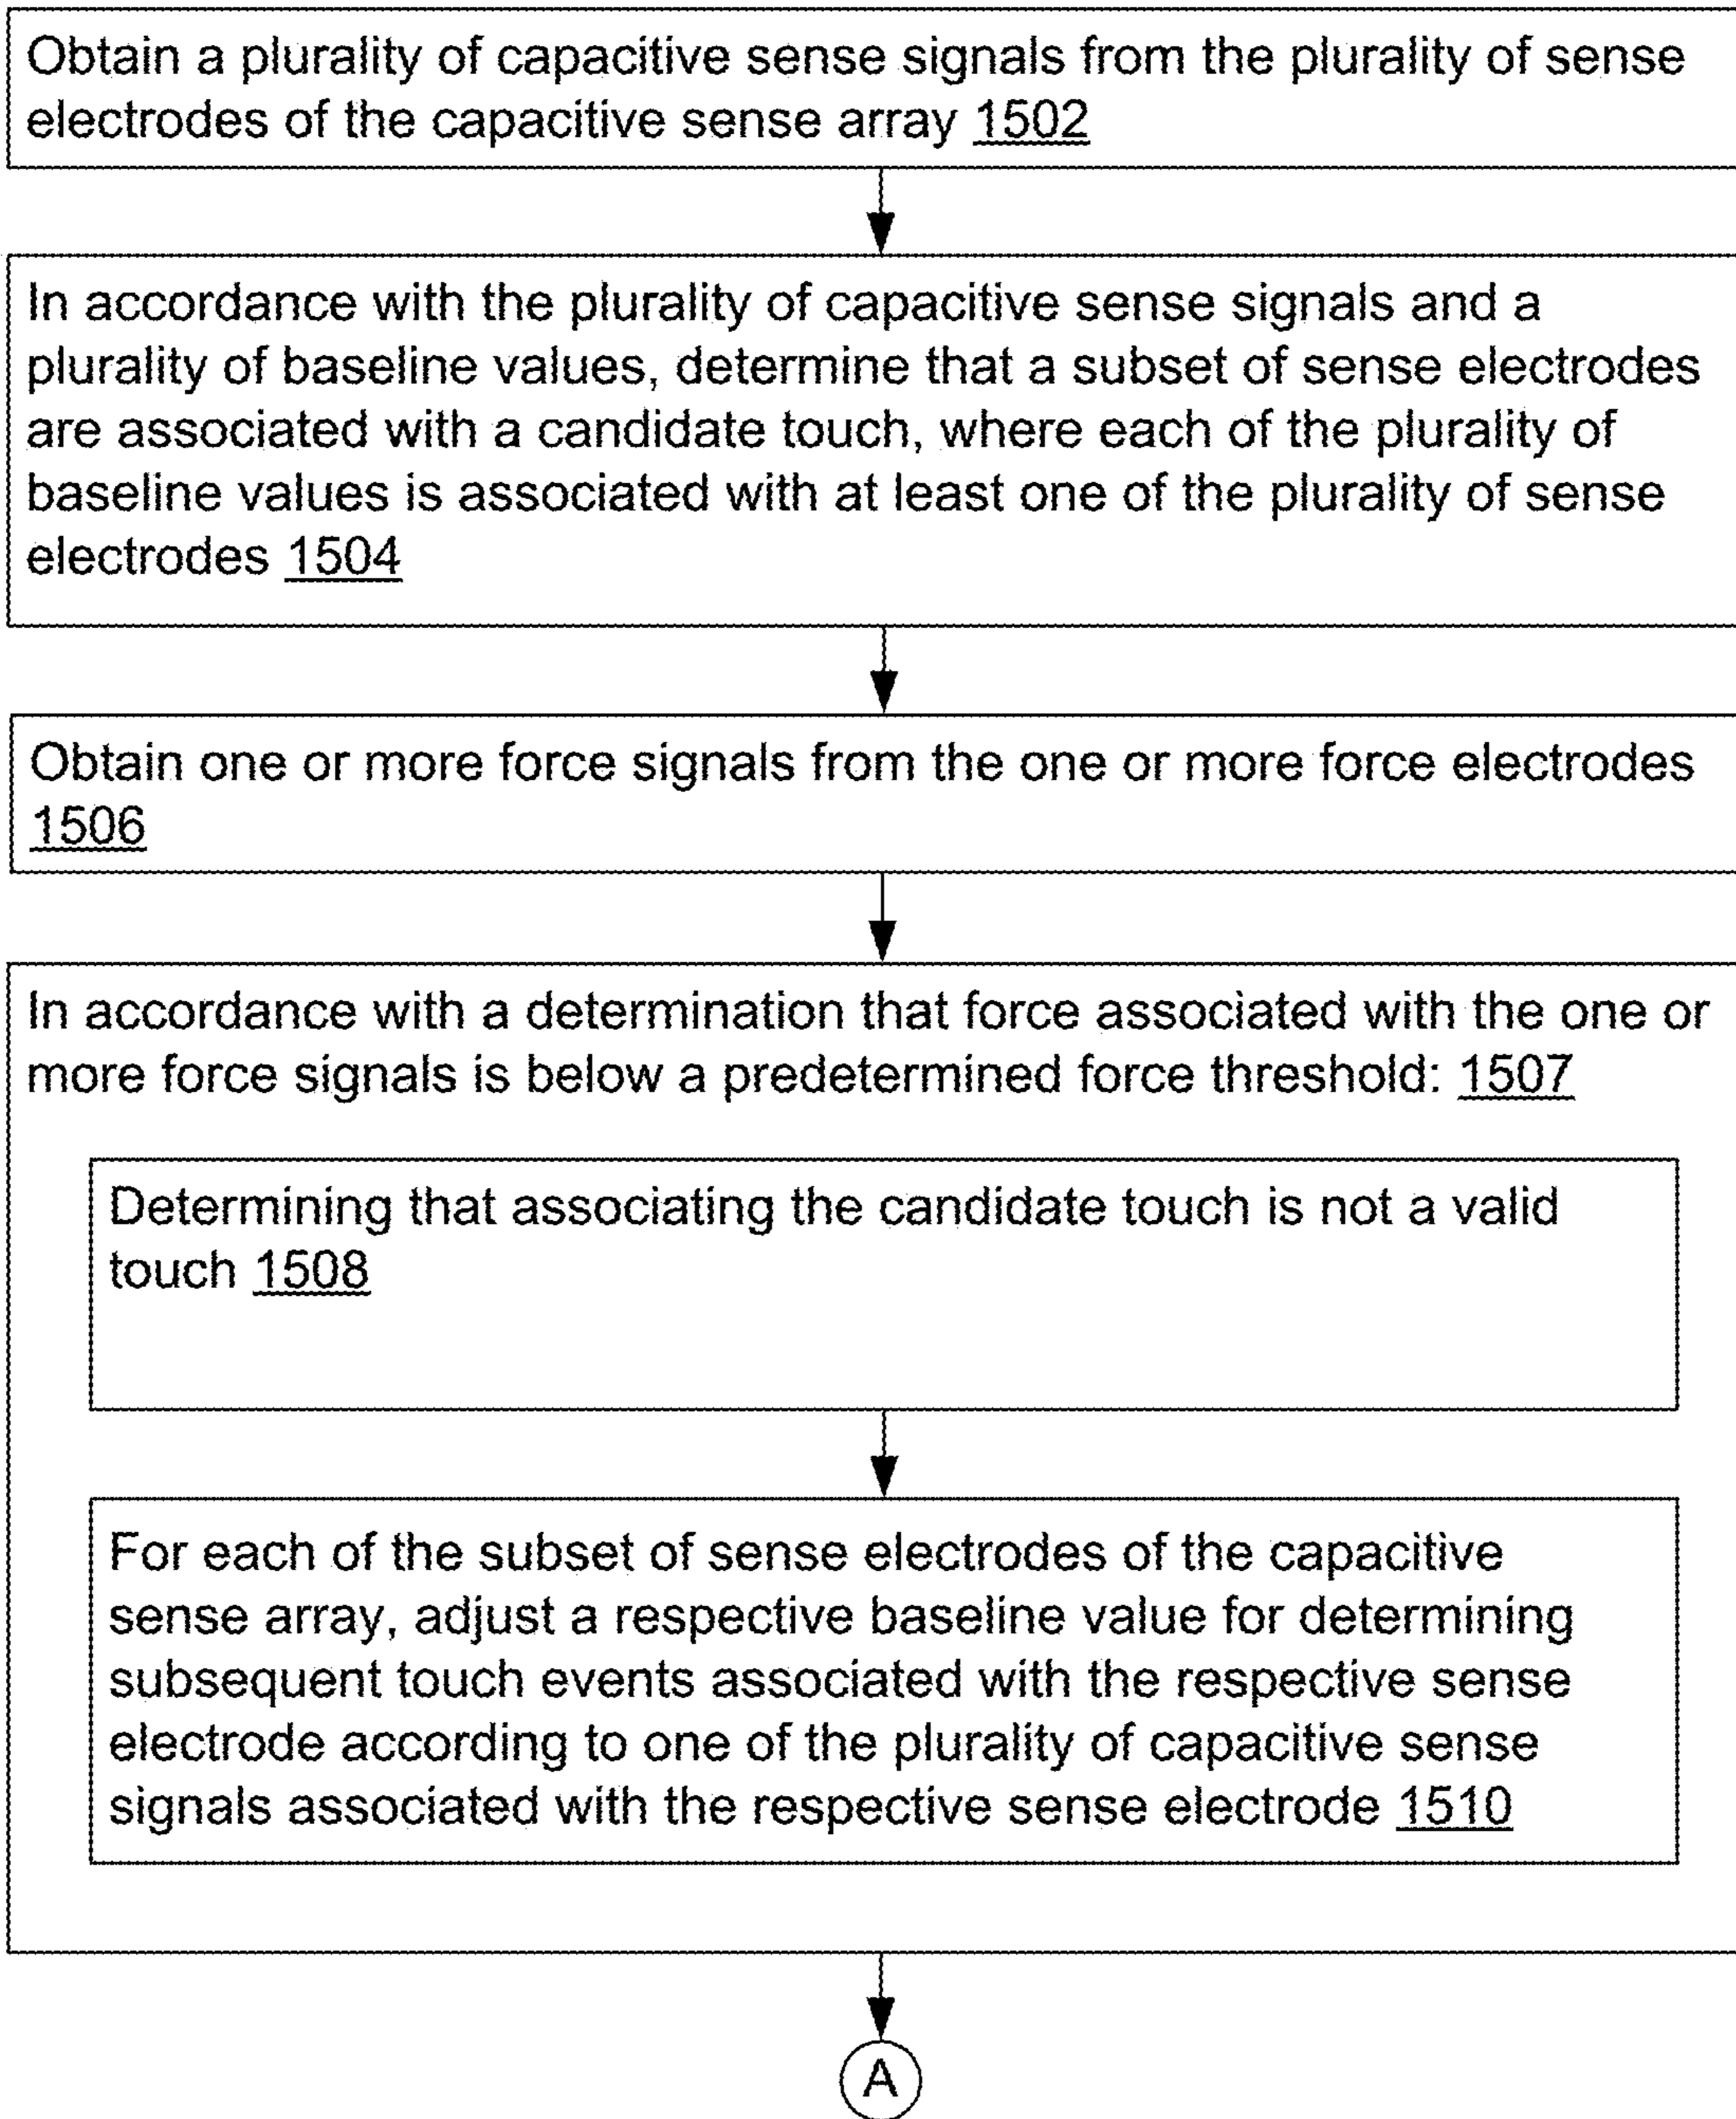 Obtain a plurality of capacitive sense signals from the plurality of sense
electrodes of the capacitive sense array 1502
In accordance with the plurality of capacitive sense signals and a
plurality of baseline values, determine that a subset of sense electrodes
are associated with a candidate touch, where each of the plurality of
baseline values is associated with at least one of the plurality of sense
electrodes 1504
Obtain one or more force signals from the one or more force electrodes
1506
In accordance with a determination that force associated with the one or
more force signals is below a predetermined force threshold: 1507
Determining that associating the candidate touch is not a valid
touch 1508
For each of the subset of sense electrodes of the capacitive
sense array, adjust a respective baseline value for determining
subsequent touch events associated with the respective sense
electrode according to one of the plurality of capacitive sense
signals associated with the respective sense electrode 1510
A